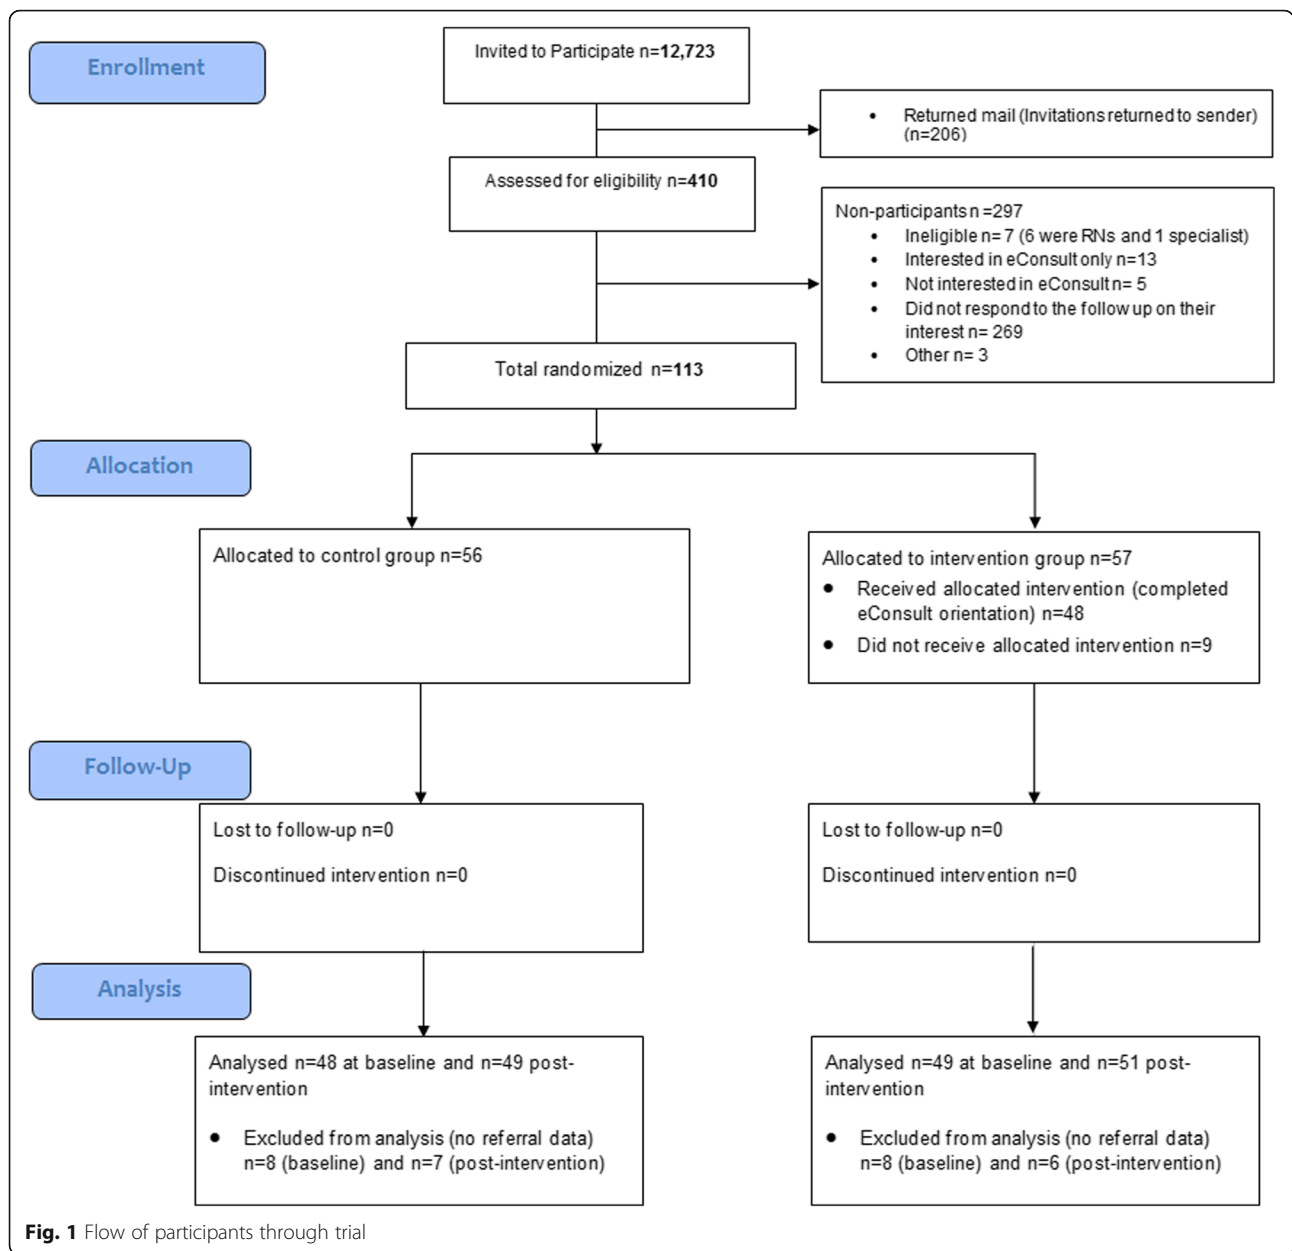 Enrollment
Invited to Participate n=12,723
• Returned mail (Invitations returned to sender)
(n=206)
Assessed for eligibility n=410
Non-participants n =297
• Ineligible n= 7 (6 were RNs and 1 specialist)
• Interested in eConsult only n=13
• Not interested in eConsult n= 5
• Did not respond to the follow up on their
interest n= 269
• Other n= 3
Total randomized n=113
Allocation
Allocated to control group n=56
Allocated to intervention group n=57
• Received allocated intervention (completed
eConsult orientation) n=48
• Did not receive allocated intervention n=9
Follow-Up
Lost to follow-up n=0
Discontinued intervention n=0
Lost to follow-up n=0
Discontinued intervention n=0
Analysis
Analysed n=48 at baseline and n=49 post-
intervention
• Excluded from analysis (no referral data)
n=8 (baseline) and n=7 (post-intervention)
Analysed n=49 at baseline and n=51 post-
intervention
• Excluded from analysis (no referral data)
n=8 (baseline) and n=6 (post-intervention)
Fig. 1 Flow of participants through trial